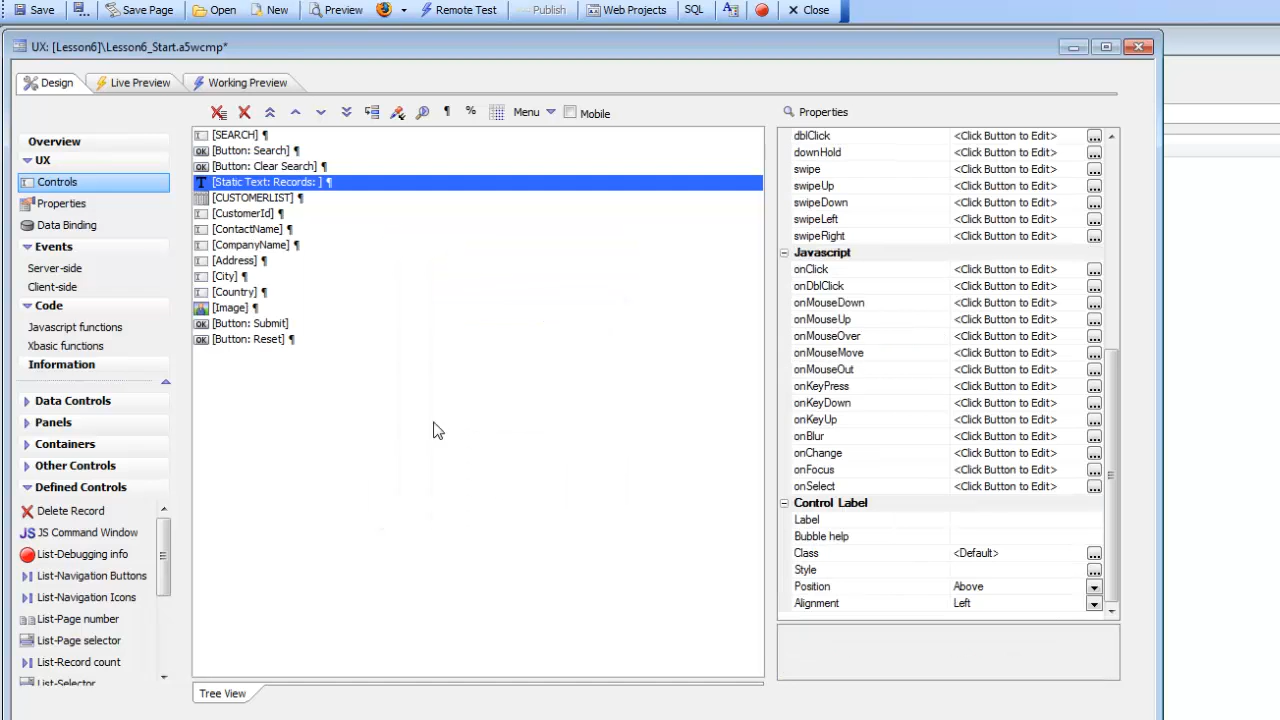 Save Save Page Open New Preview Remote Test Publish Web Projects SQL A Close
UX: [Lesson6]\Lesson6_Start.a5wcmp*
Design Live Preview Working Preview
¶ % Menu Mobile
Properties
Overview
UX
Controls
Properties
Data Binding
Events
Server-side
Client-side
Code
Javascript functions
Xbasic functions
Information
Data Controls
Panels
Containers
Other Controls
Defined Controls
Delete Record
JS JS Command Window
List-Debugging info
List-Navigation Buttons
List-Navigation Icons
List-Page number
List-Page selector
List-Record count
List-Selector
[SEARCH] ¶
OK [Button: Search] ¶
OK [Button: Clear Search] ¶
T [Static Text: Records: ] ¶
[CUSTOMERLIST] ¶
[CustomerId] ¶
[ContactName] ¶
[CompanyName] ¶
[Address] ¶
[City] ¶
[Country] ¶
[Image] ¶
OK [Button: Submit]
OK [Button: Reset] ¶
Tree View
dblClick <Click Button to Edit> ...
downHold <Click Button to Edit> ...
swipe <Click Button to Edit> ...
swipeUp <Click Button to Edit> ...
swipeDown <Click Button to Edit> ...
swipeLeft <Click Button to Edit> ...
swipeRight <Click Button to Edit> ...
Javascript
onClick <Click Button to Edit> ...
onDblClick <Click Button to Edit> ...
onMouseDown <Click Button to Edit> ...
onMouseUp <Click Button to Edit> ...
onMouseOver <Click Button to Edit> ...
onMouseMove <Click Button to Edit> ...
onMouseOut <Click Button to Edit> ...
onKeyPress <Click Button to Edit> ...
onKeyDown <Click Button to Edit> ...
onKeyUp <Click Button to Edit> ...
onBlur <Click Button to Edit> ...
onChange <Click Button to Edit> ...
onFocus <Click Button to Edit> ...
onSelect <Click Button to Edit> ...
Control Label
Label
Bubble help
Class <Default> ...
Style ...
Position Above
Alignment Left